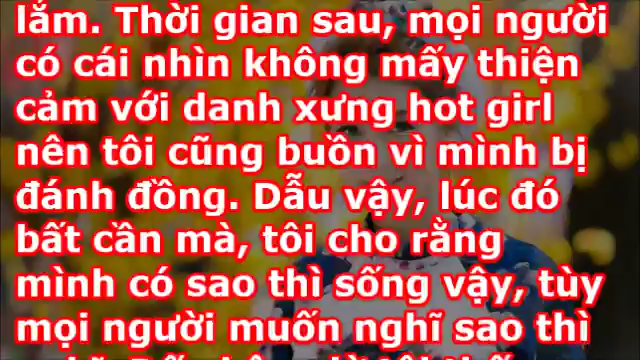 lắm. Thời gian sau, mọi người
có cái nhìn không mấy thiện
cảm với danh xưng hot girl
nên tôi cũng buồn vì mình bị
đánh đồng. Dẫu vậy, lúc đó
bất cần mà, tôi cho rằng
mình có sao thì sống vậy, tùy
mọi người muốn nghĩ sao thì